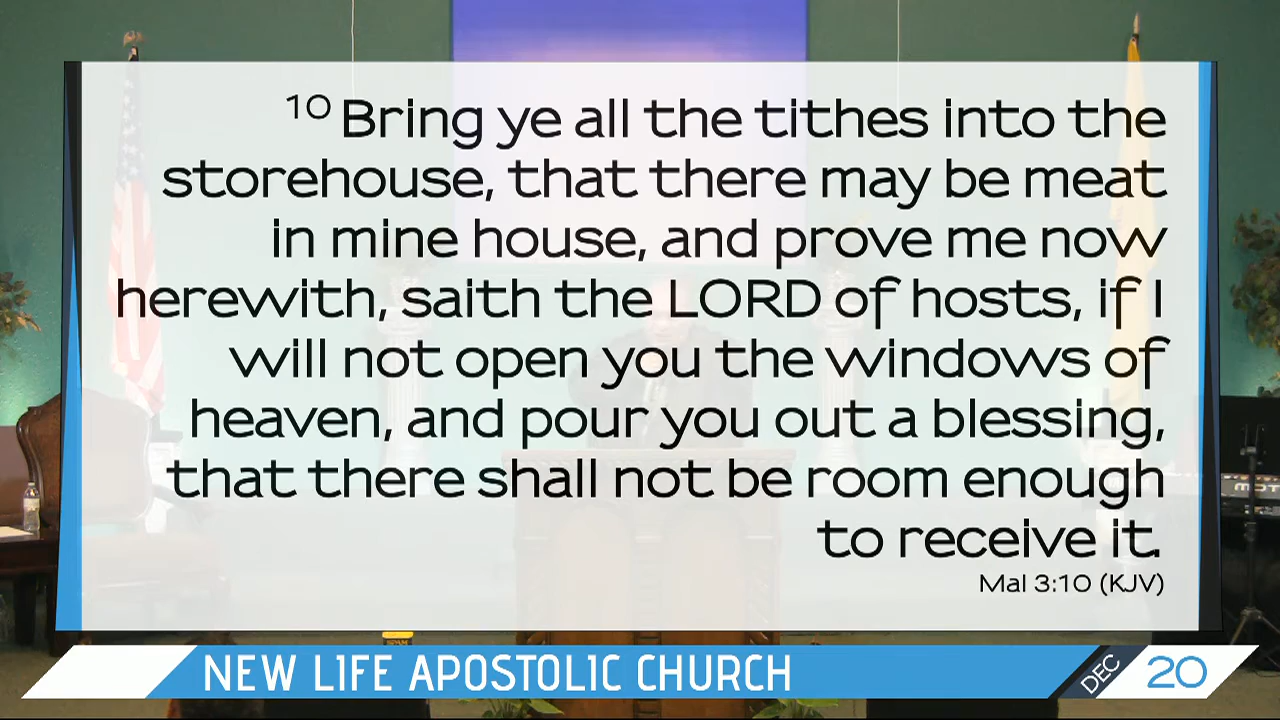 10 Bring ye all the tithes into the
storehouse, that there may be meat
in mine house, and prove me now
herewith, saith the LORD of hosts, if I
will not open you the windows of
heaven, and pour you out a blessing,
that there shall not be room enough
to receive it.
Mal 3:10 (KJV)
NEW LIFE APOSTOLIC CHURCH
DEC 20